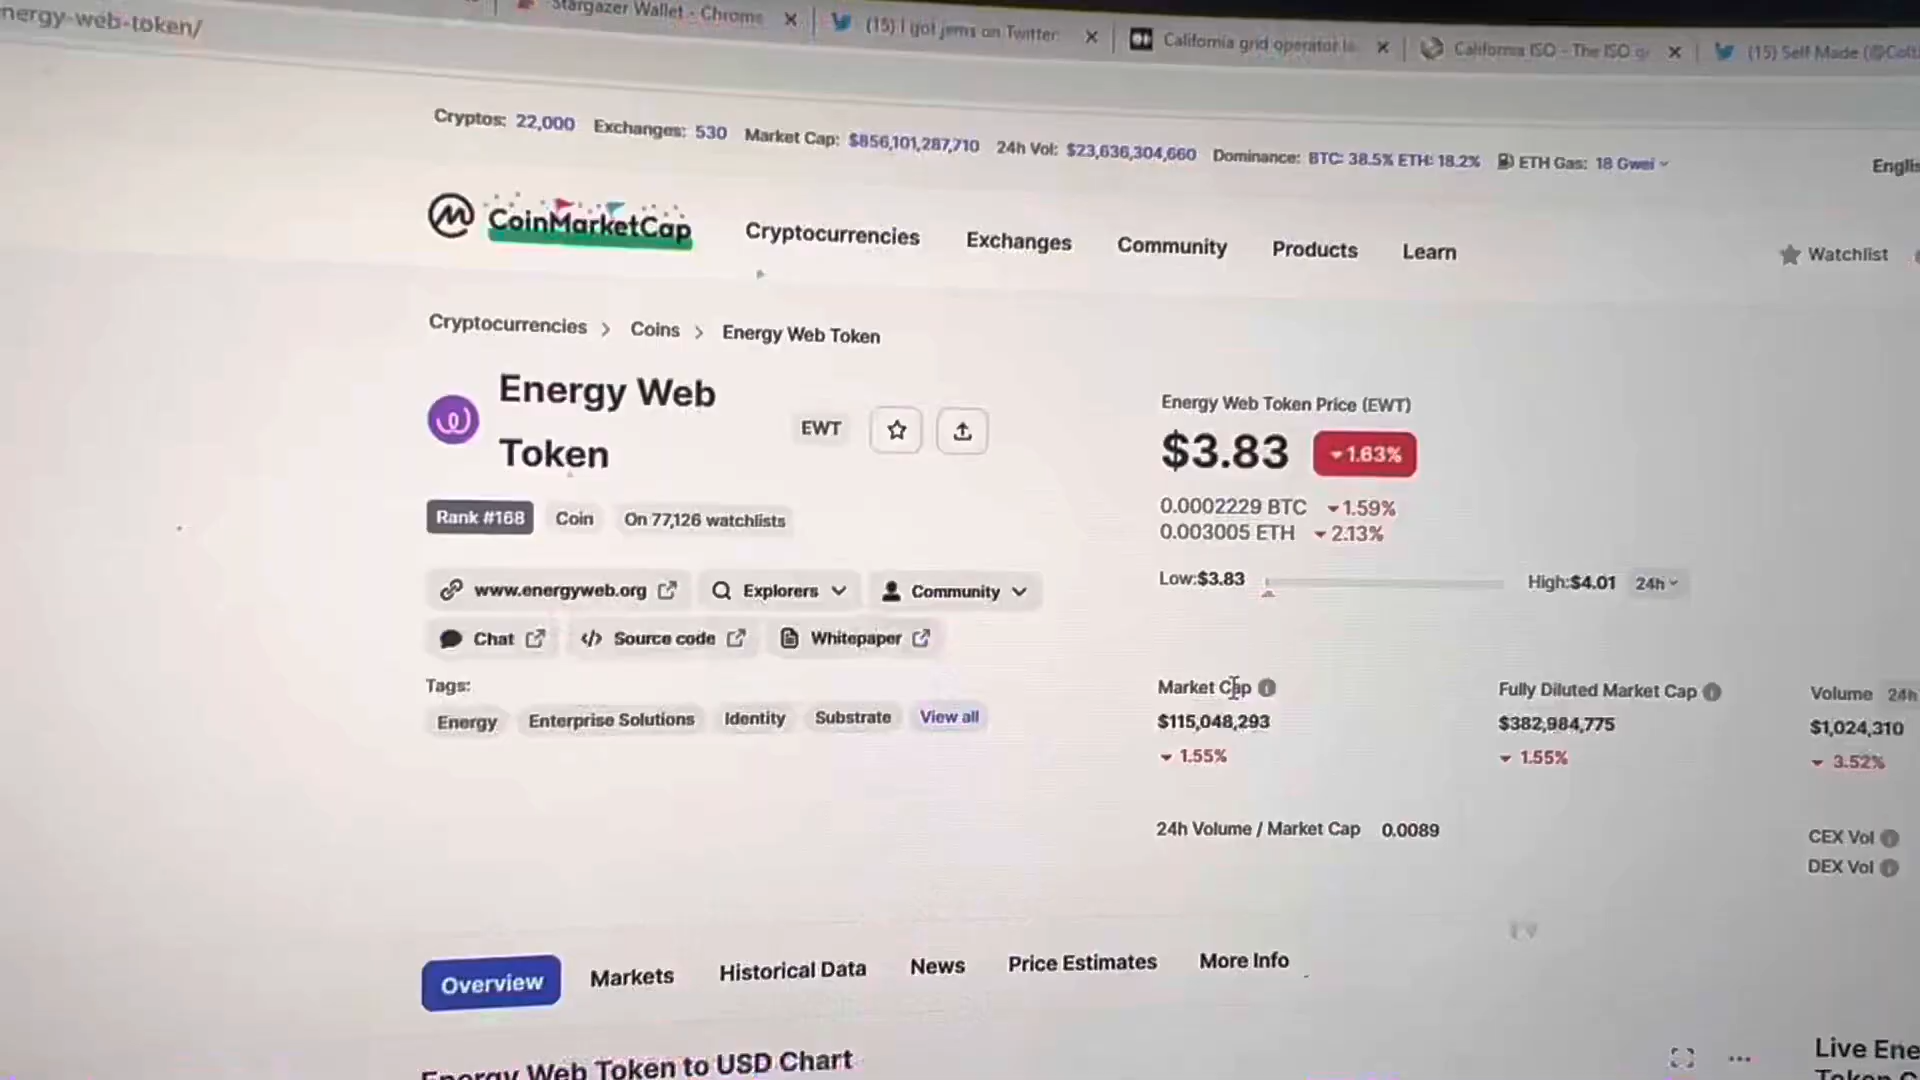 nergy-web-token/
Stargazer Wallet - Chrome
(15) I got jems on Twitter:
California grid operator la
California ISO - The ISO gr
(15) Self Made (@Colt
Cryptos: 22,000 Exchanges: 530 Market Cap: $856,101,287,710 24h Vol: $23,636,304,660 Dominance: BTC: 38.5% ETH: 18.2% ETH Gas: 18 Gwei
Englis
CoinMarketCap Cryptocurrencies Exchanges Community Products Learn
Watchlist
Cryptocurrencies > Coins > Energy Web Token
Energy Web
Token
EWT
Rank #168 Coin On 77,126 watchlists
www.energyweb.org Explorers Community
Chat Source code Whitepaper
Tags:
Energy Enterprise Solutions Identity Substrate View all
Energy Web Token Price (EWT)
$3.83 1.63%
0.0002229 BTC 1.59%
0.003005 ETH 2.13%
Low:$3.83 High:$4.01 24h
Market Cap
$115,048,293
1.55%
Fully Diluted Market Cap
$382,984,775
1.55%
Volume 24h
$1,024,310
3.52%
24h Volume / Market Cap 0.0089
CEX Vol
DEX Vol
Overview Markets Historical Data News Price Estimates More Info
Energy Web Token to USD Chart
Live Ene
Token C